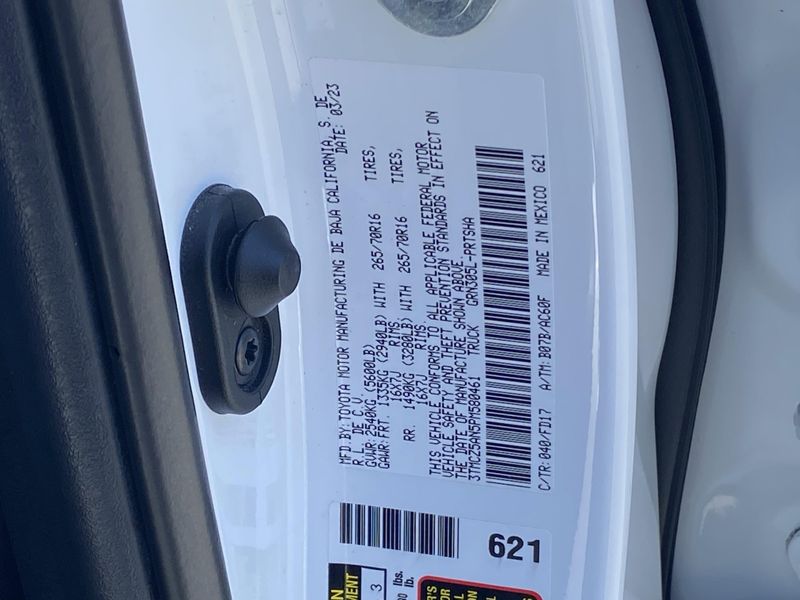 MFD.BY: TOYOTA MOTOR MANUFACTURING DE BAJA CALIFORNIA, S. DE
R.L. DE C.V. DATE: 03/23
GVWR: 2540KG (5600LB)
GAWR: FRT. 1335KG (2940LB) WITH 265/70R16 TIRES,
16X7J RIMS
RR. 1490KG (3280LB) WITH 265/70R16 TIRES,
16X7J RIMS
THIS VEHICLE CONFORMS TO ALL APPLICABLE FEDERAL MOTOR
VEHICLE SAFETY AND THEFT PREVENTION STANDARDS IN EFFECT ON
THE DATE OF MANUFACTURE SHOWN ABOVE.
3TMCZ5AN5PM580461 TRUCK GRN305L-PRTSHA
C/TR: 040/FD17 A/TM: B07B/AC60F MADE IN MEXICO 621
621
3
lbs.
lb.